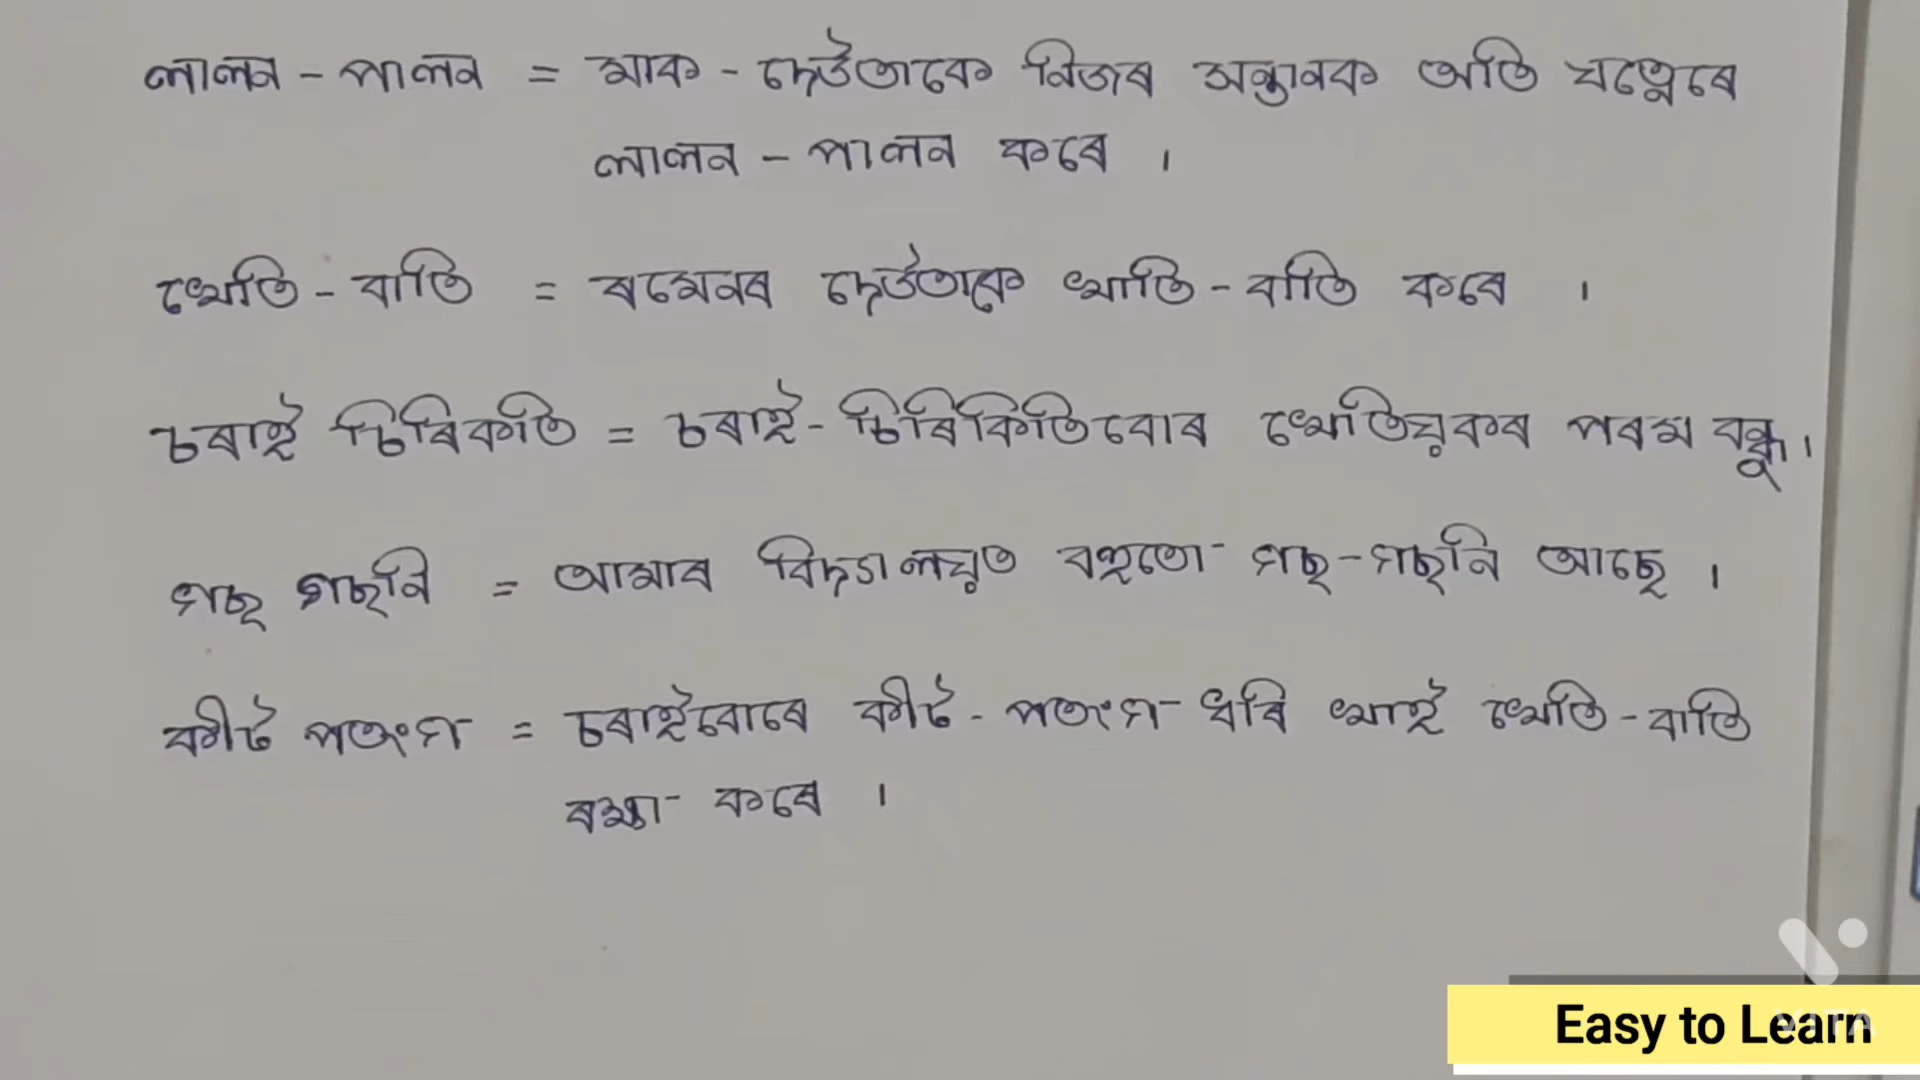 লালন - পালন = মাক - দেউতাকে নিজৰ সন্তানক অতি যত্নেৰে
লালন - পালন কৰে ।
খেতি - বাতি = ৰমেনৰ দেউতাকে খাতি - বাতি কৰে ।
চৰাই চিৰিকতি = চৰাই - চিৰিকিতিবোৰ খেতিয়কৰ পৰম বন্ধু ।
গছ গছনি = আমাৰ বিদ্যালয়ত বহুতো গছ - গছনি আছে ।
কীট পতংগ = চৰাইবোৰে কীট - পতংগ ধৰি খাই খেতি - বাতি
ৰক্ষা কৰে ।
VITA
Easy to Learn